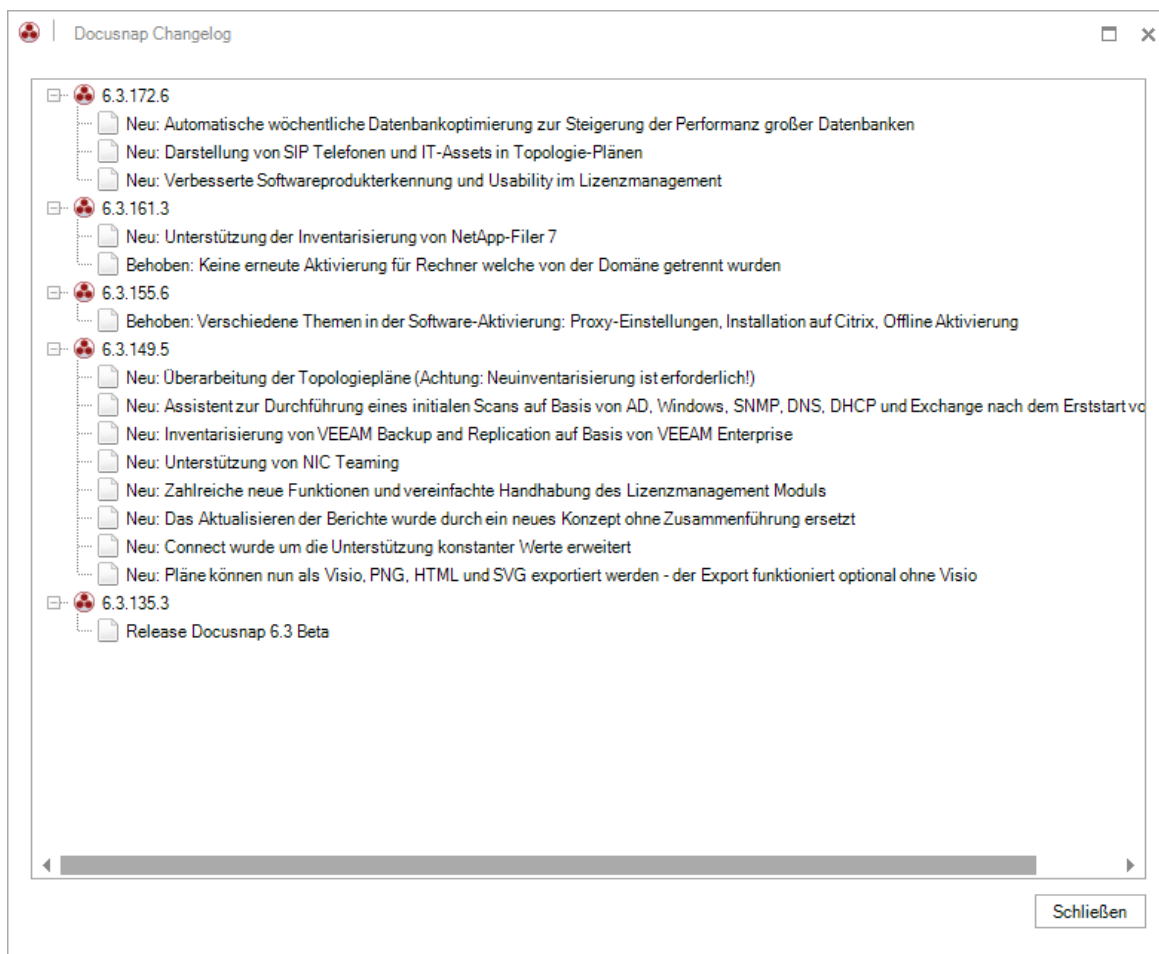 Docusnap Changelog
6.3.172.6
Neu: Automatische wöchentliche Datenbankoptimierung zur Steigerung der Performanz großer Datenbanken
Neu: Darstellung von SIP Telefonen und IT-Assets in Topologie-Plänen
Neu: Verbesserte Softwareprodukterkennung und Usability im Lizenzmanagement
6.3.161.3
Neu: Unterstützung der Inventarisierung von NetApp-Filer 7
Behoben: Keine erneute Aktivierung für Rechner welche von der Domäne getrennt wurden
6.3.155.6
Behoben: Verschiedene Themen in der Software-Aktivierung: Proxy-Einstellungen, Installation auf Citrix, Offline Aktivierung
6.3.149.5
Neu: Überarbeitung der Topologiepläne (Achtung: Neuinventarisierung ist erforderlich!)
Neu: Assistent zur Durchführung eines initialen Scans auf Basis von AD, Windows, SNMP, DNS, DHCP und Exchange nach dem Erststart vo
Neu: Inventarisierung von VEEAM Backup and Replication auf Basis von VEEAM Enterprise
Neu: Unterstützung von NIC Teaming
Neu: Zahlreiche neue Funktionen und vereinfachte Handhabung des Lizenzmanagement Moduls
Neu: Das Aktualisieren der Berichte wurde durch ein neues Konzept ohne Zusammenführung ersetzt
Neu: Connect wurde um die Unterstützung konstanter Werte erweitert
Neu: Pläne können nun als Visio, PNG, HTML und SVG exportiert werden - der Export funktioniert optional ohne Visio
6.3.135.3
Release Docusnap 6.3 Beta
Schließen